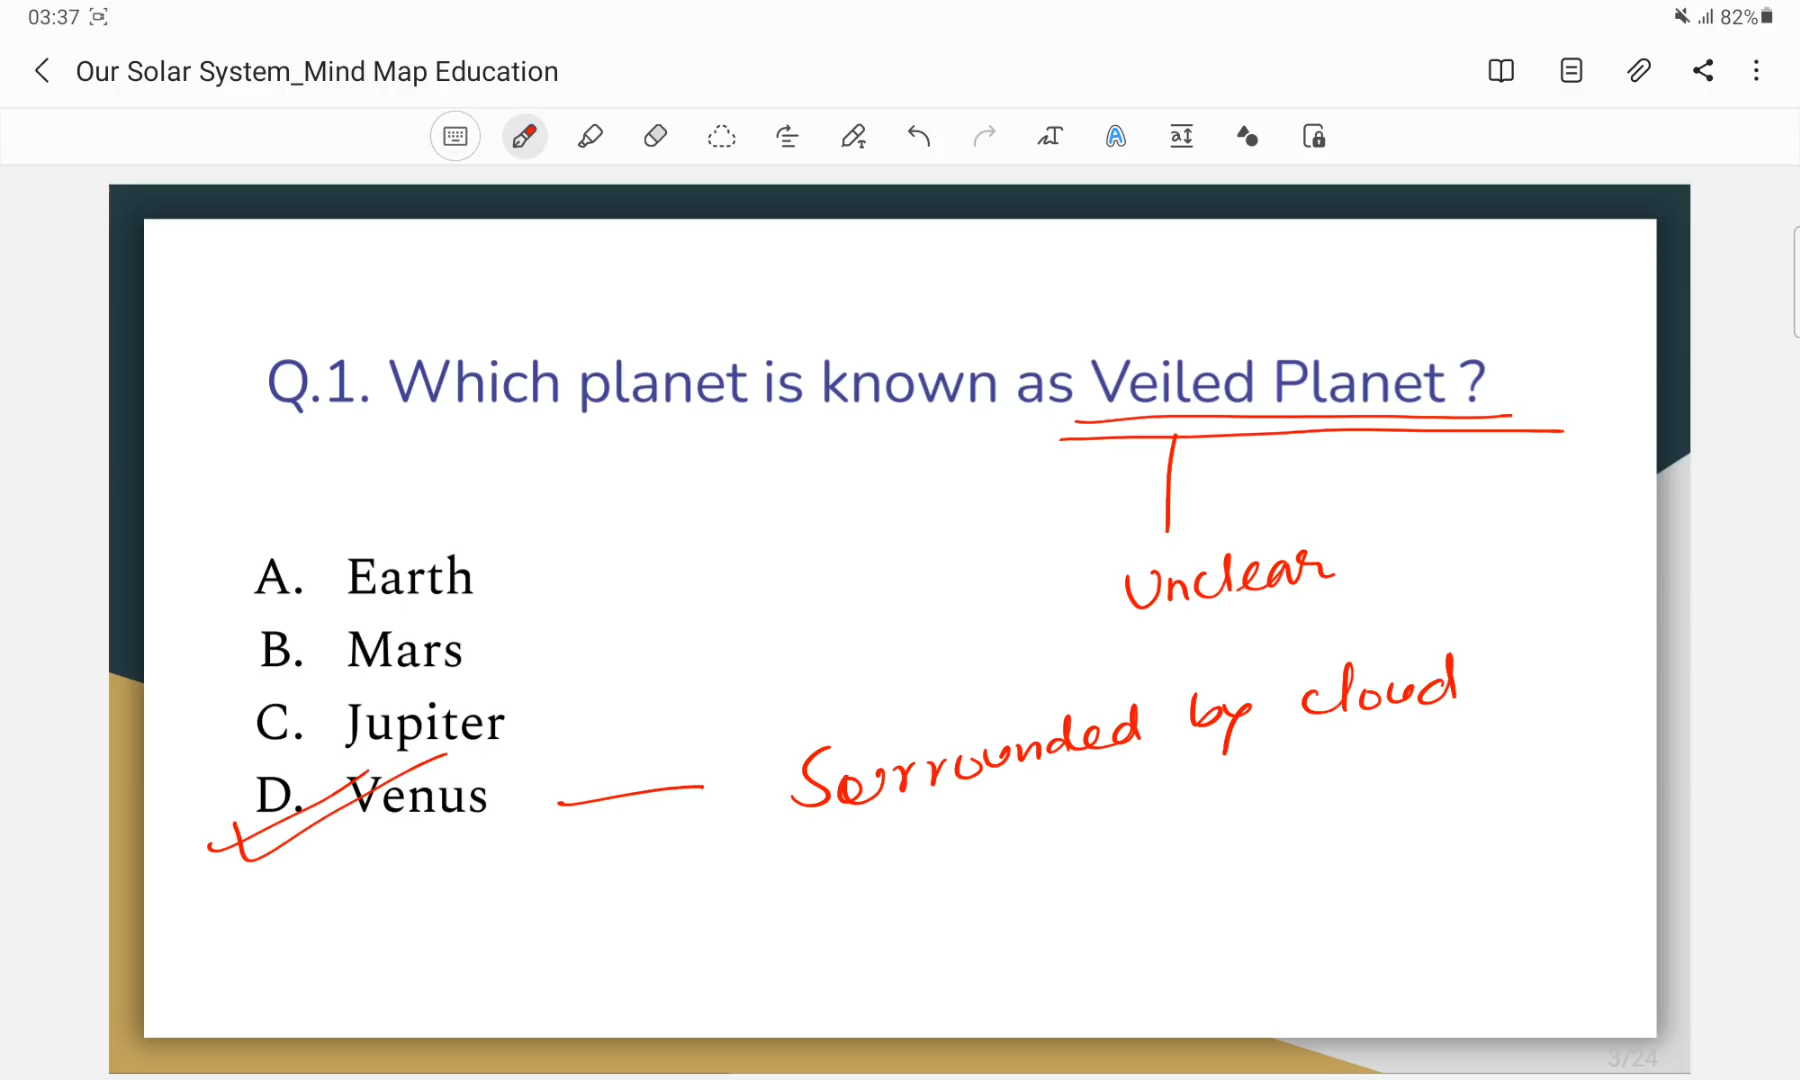 03:37 82%
Our Solar System_Mind Map Education
Q.1. Which planet is known as Veiled Planet ?
Unclear
A. Earth
B. Mars
C. Jupiter
D. Venus
Surrounded by cloud
3/24